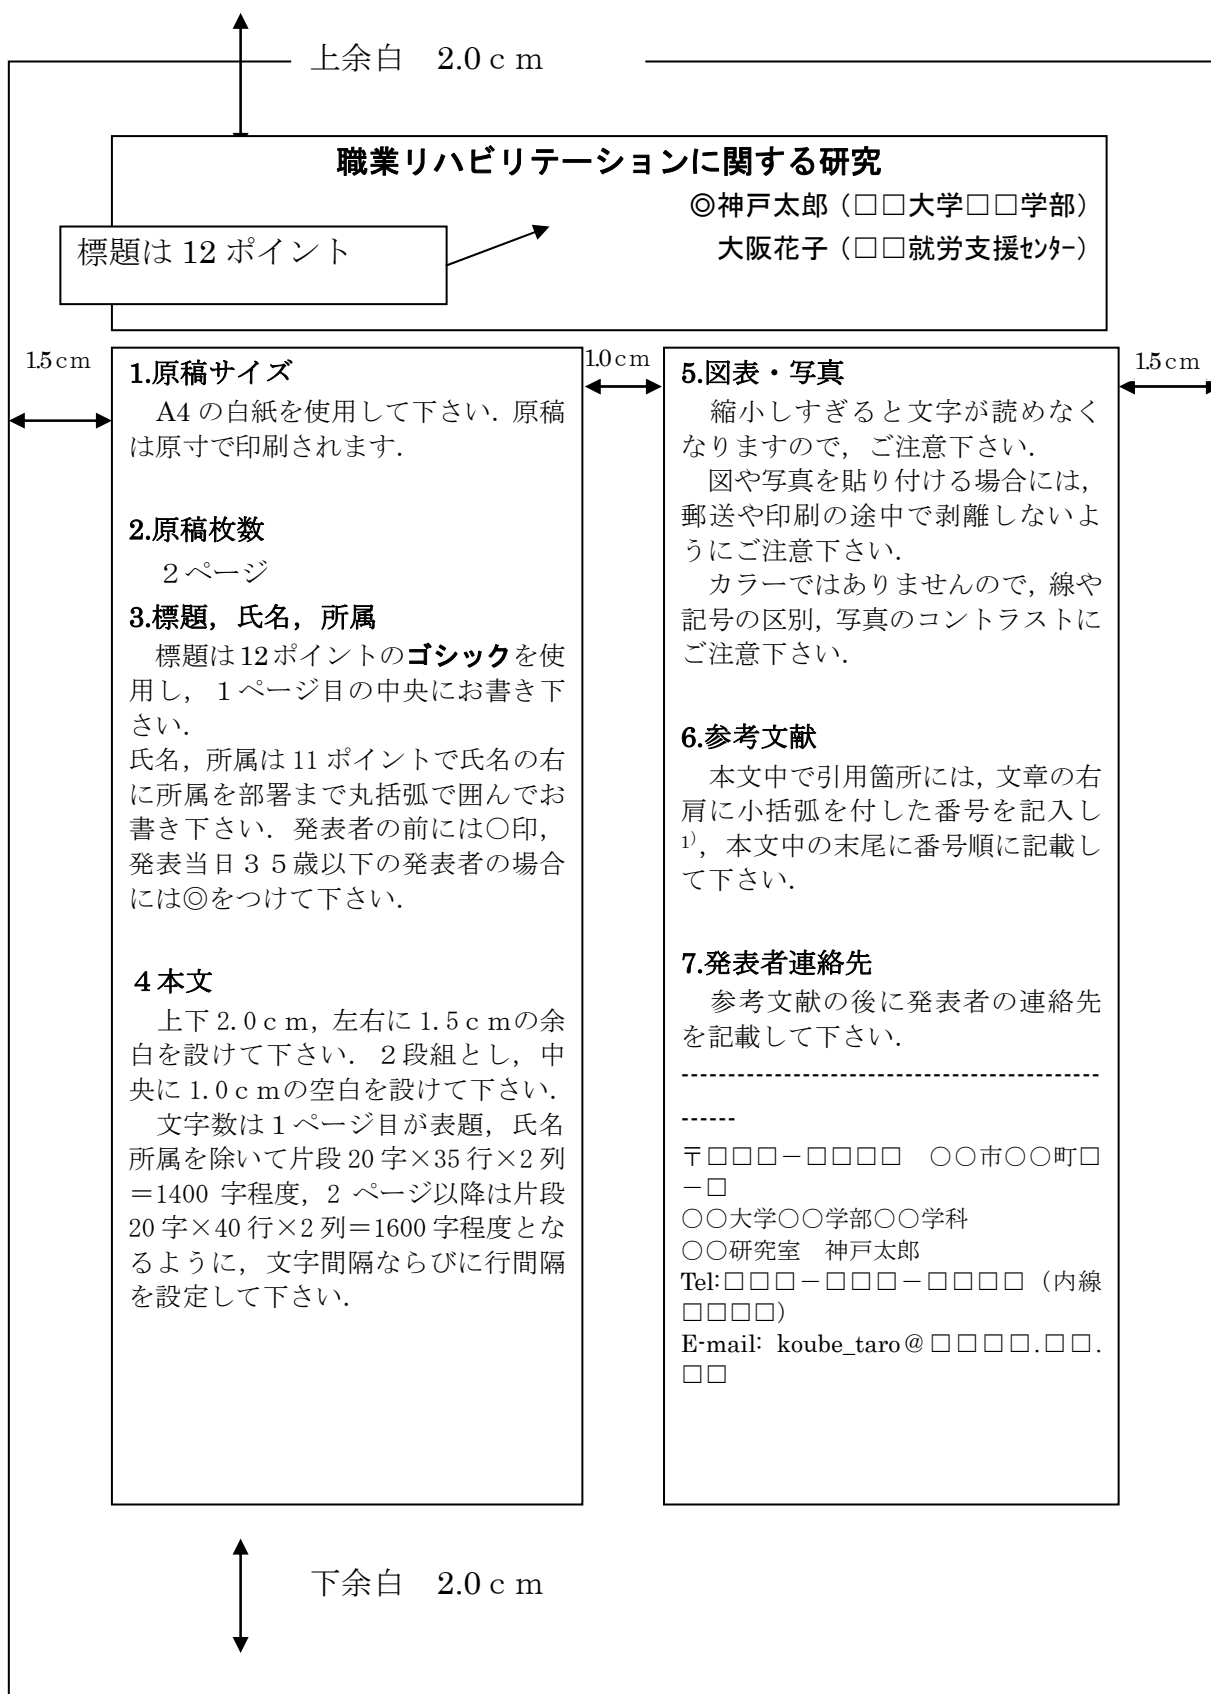 上余白　2.0ｃｍ
職業リハビリテーションに関する研究
◎神戸太郎（□□大学□□学部）
大阪花子（□□就労支援ｾﾝﾀｰ）
標題は 12 ポイント
1.5ｃｍ
1.原稿サイズ
　A4 の白紙を使用して下さい．原稿
は原寸で印刷されます．
2.原稿枚数
　２ページ
3.標題，氏名，所属
　標題は12ポイントのゴシックを使
用し，１ページ目の中央にお書き下
さい．
氏名，所属は 11 ポイントで氏名の右
に所属を部署まで丸括弧で囲んでお
書き下さい．発表者の前には○印，
発表当日３５歳以下の発表者の場合
には◎をつけて下さい．
４本文
　上下 2.0ｃｍ，左右に 1.5ｃｍの余
白を設けて下さい．２段組とし，中
央に 1.0ｃｍの空白を設けて下さい．
　文字数は１ページ目が表題，氏名
所属を除いて片段 20 字×35 行×2 列
＝1400 字程度，2 ページ以降は片段
20 字×40 行×2 列＝1600 字程度とな
るように，文字間隔ならびに行間隔
を設定して下さい．
1.0ｃｍ
5.図表・写真
　縮小しすぎると文字が読めなく
なりますので，ご注意下さい．
　図や写真を貼り付ける場合には，
郵送や印刷の途中で剥離しないよ
うにご注意下さい．
　カラーではありませんので，線や
記号の区別，写真のコントラストに
ご注意下さい．
6.参考文献
　本文中で引用箇所には，文章の右
肩に小括弧を付した番号を記入し
1)，本文中の末尾に番号順に記載し
て下さい．
7.発表者連絡先
　参考文献の後に発表者の連絡先
を記載して下さい．
-----------------------------------------------
------
〒□□□－□□□□　○○市○○町□
－□
○○大学○○学部○○学科
○○研究室　神戸太郎
Tel:□□□－□□□－□□□□（内線
□□□□）
E-mail: koube_taro＠□□□□.□□.
□□
1.5ｃｍ
下余白　2.0ｃｍ